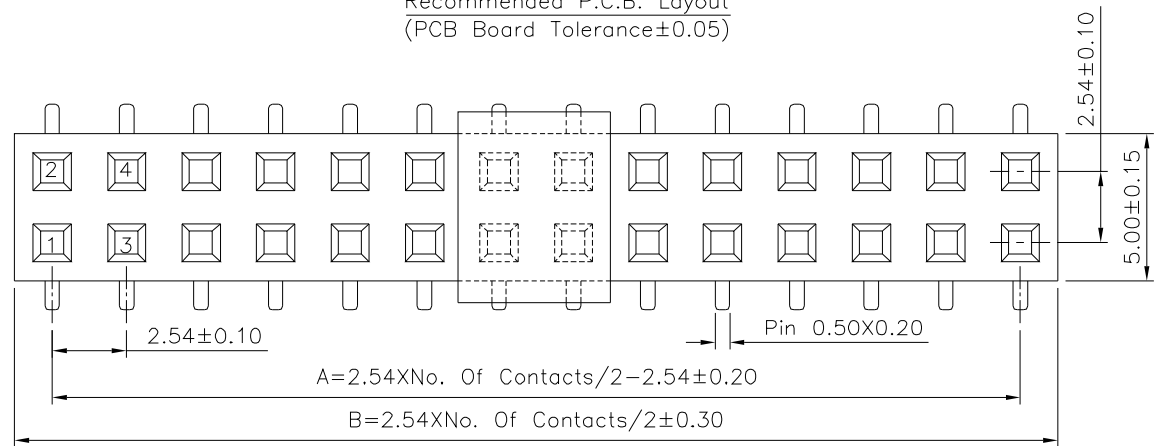 Recommended P.C.B. Layout
(PCB Board Tolerance±0.05)
2.54±0.10
5.00±0.15
2 4
1 3
2.54±0.10
Pin 0.50X0.20
A=2.54XNo. Of Contacts/2-2.54±0.20
B=2.54XNo. Of Contacts/2±0.30